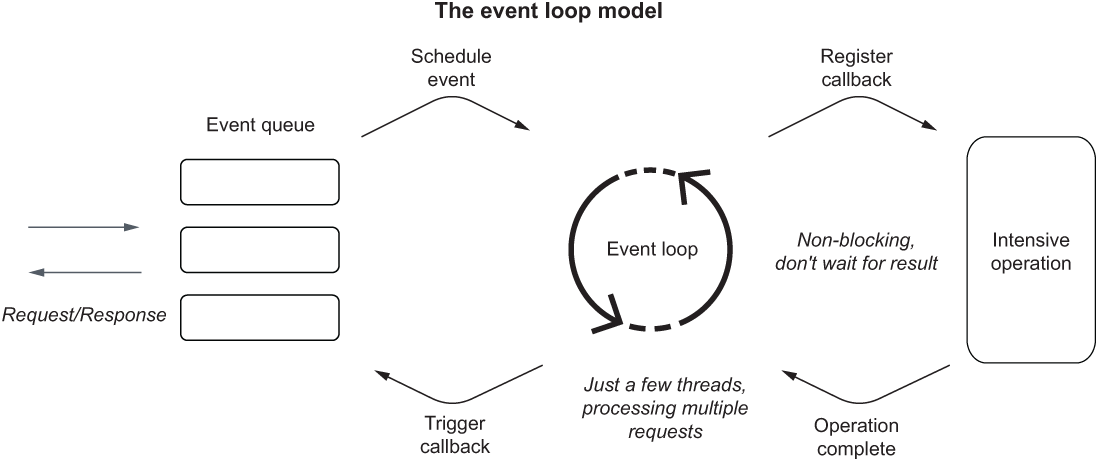 The event loop model
Schedule
event
Register
callback
Event queue
Event loop
Non-blocking,
don't wait for result
Intensive
operation
Request/Response
Just a few threads,
processing multiple
requests
Trigger
callback
Operation
complete